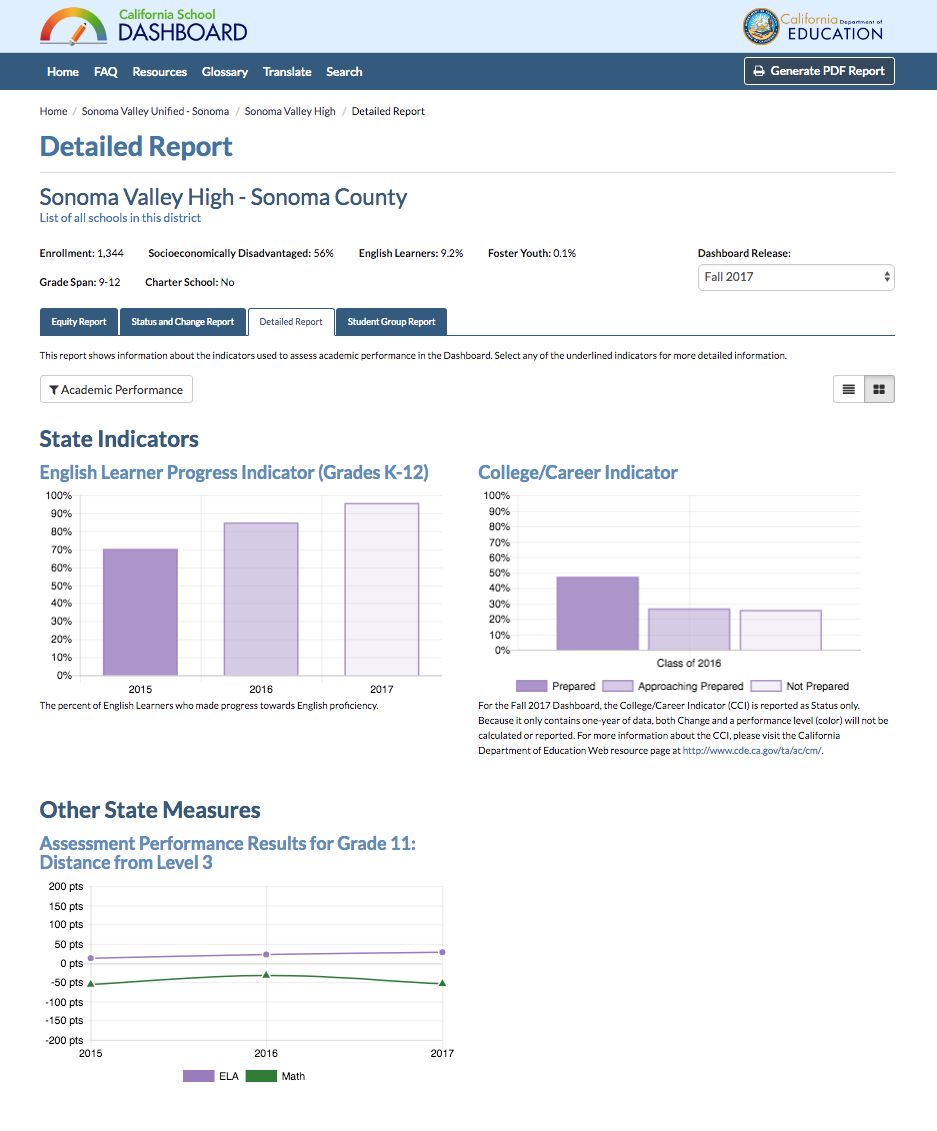 California School
DASHBOARD
California Department of
EDUCATION
Home FAQ Resources Glossary Translate Search
Generate PDF Report
Home / Sonoma Valley Unified - Sonoma / Sonoma Valley High / Detailed Report
Detailed Report
Sonoma Valley High - Sonoma County
List of all schools in this district
Enrollment: 1,344 Socioeconomically Disadvantaged: 56% English Learners: 9.2% Foster Youth: 0.1%
Dashboard Release:
Grade Span: 9-12 Charter School: No
Fall 2017
Equity Report Status and Change Report Detailed Report Student Group Report
This report shows information about the indicators used to assess academic performance in the Dashboard. Select any of the underlined indicators for more detailed information.
Academic Performance
State Indicators
English Learner Progress Indicator (Grades K-12)
100%
90%
80%
70%
60%
50%
40%
30%
20%
10%
0%
2015 2016 2017
The percent of English Learners who made progress towards English proficiency.
College/Career Indicator
100%
90%
80%
70%
60%
50%
40%
30%
20%
10%
0%
Class of 2016
Prepared Approaching Prepared Not Prepared
For the Fall 2017 Dashboard, the College/Career Indicator (CCI) is reported as Status only.
Because it only contains one-year of data, both Change and a performance level (color) will not be
calculated or reported. For more information about the CCI, please visit the California
Department of Education Web resource page at http://www.cde.ca.gov/ta/ac/cm/.
Other State Measures
Assessment Performance Results for Grade 11:
Distance from Level 3
200 pts
150 pts
100 pts
50 pts
0 pts
-50 pts
-100 pts
-150 pts
-200 pts
2015 2016 2017
ELA Math